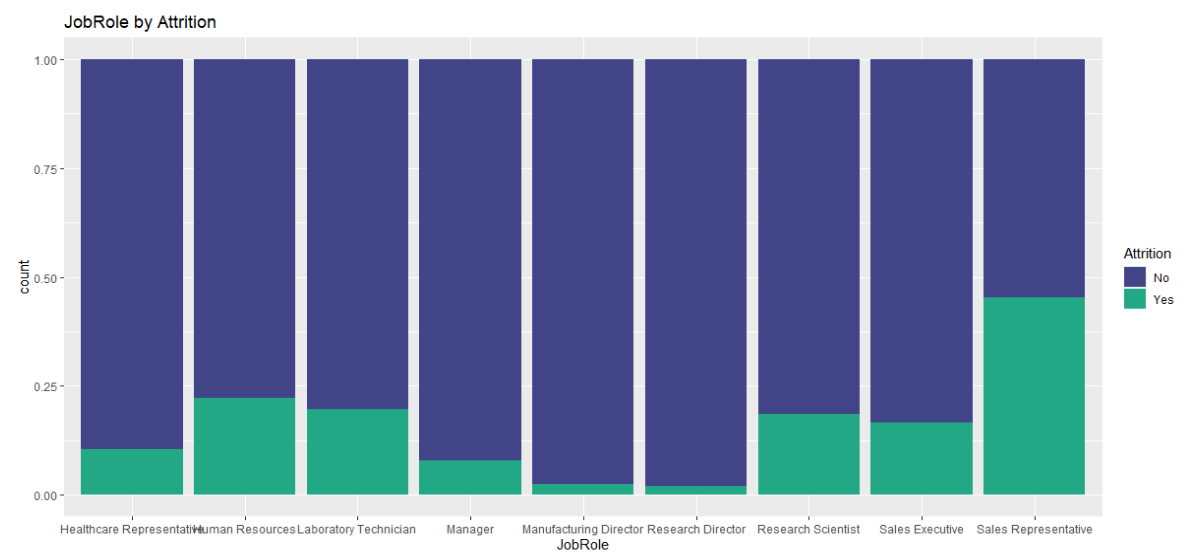 JobRole by Attrition
count
1.00
0.75
0.50
0.25
0.00
Healthcare Representative Human Resources Laboratory Technician Manager Manufacturing Director Research Director Research Scientist Sales Executive Sales Representative
JobRole
Attrition
No
Yes